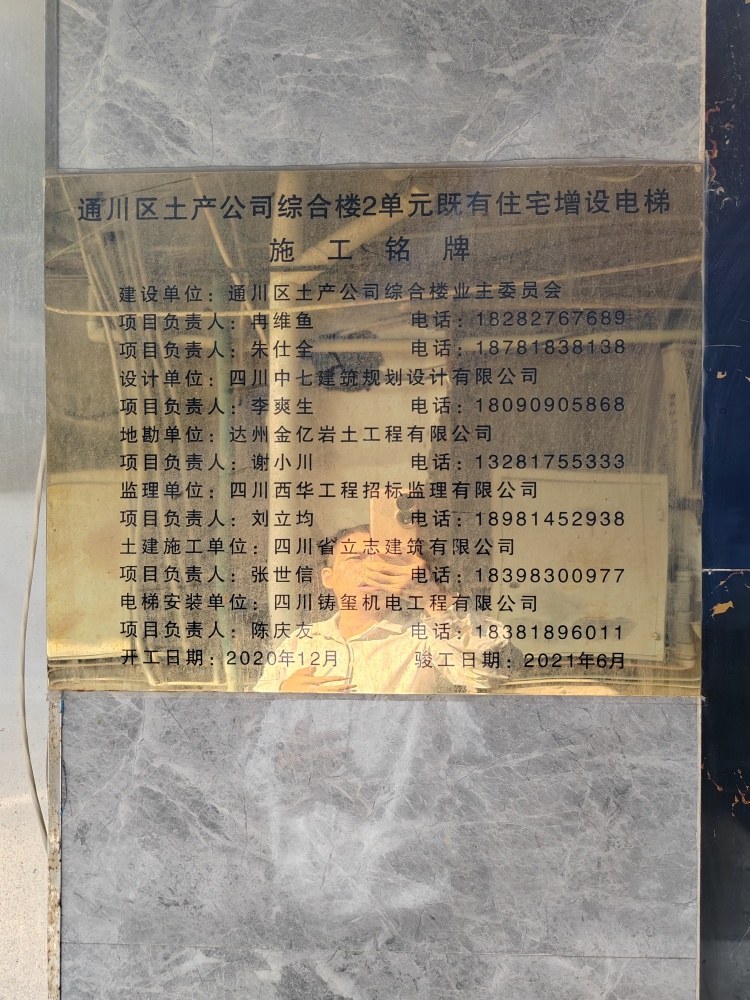 通川区土产公司综合楼2单元既有住宅增设电梯
施工铭牌
建设单位：通川区土产公司综合楼业主委员会
项目负责人：冉维鱼 电话：18282767689
项目负责人：朱仕全 电话：18781838138
设计单位：四川中七建筑规划设计有限公司
项目负责人：李爽生 电话：18090905868
地勘单位：达州金亿岩土工程有限公司
项目负责人：谢小川 电话：13281755333
监理单位：四川西华工程招标监理有限公司
项目负责人：刘立均 电话：18981452938
土建施工单位：四川省立志建筑有限公司
项目负责人：张世信 电话：18398300977
电梯安装单位：四川铸玺机电工程有限公司
项目负责人：陈庆友 电话：18381896011
开工日期：2020年12月 骏工日期：2021年6月